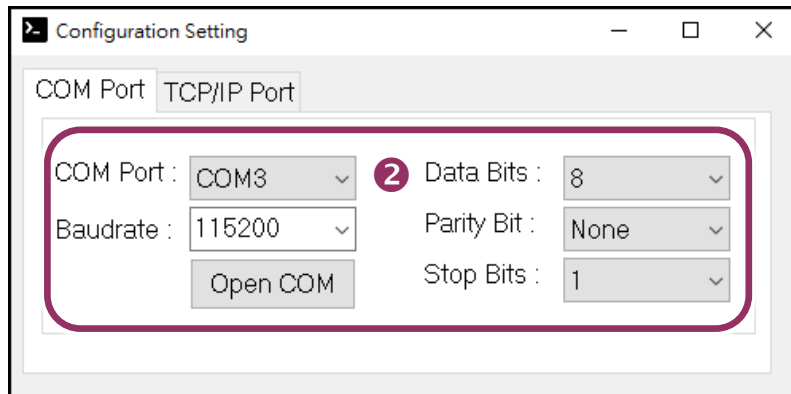 Configuration Setting
COM Port TCP/IP Port
COM Port : COM3 ❷ Data Bits : 8
Baudrate : 115200 Parity Bit : None
Open COM Stop Bits : 1